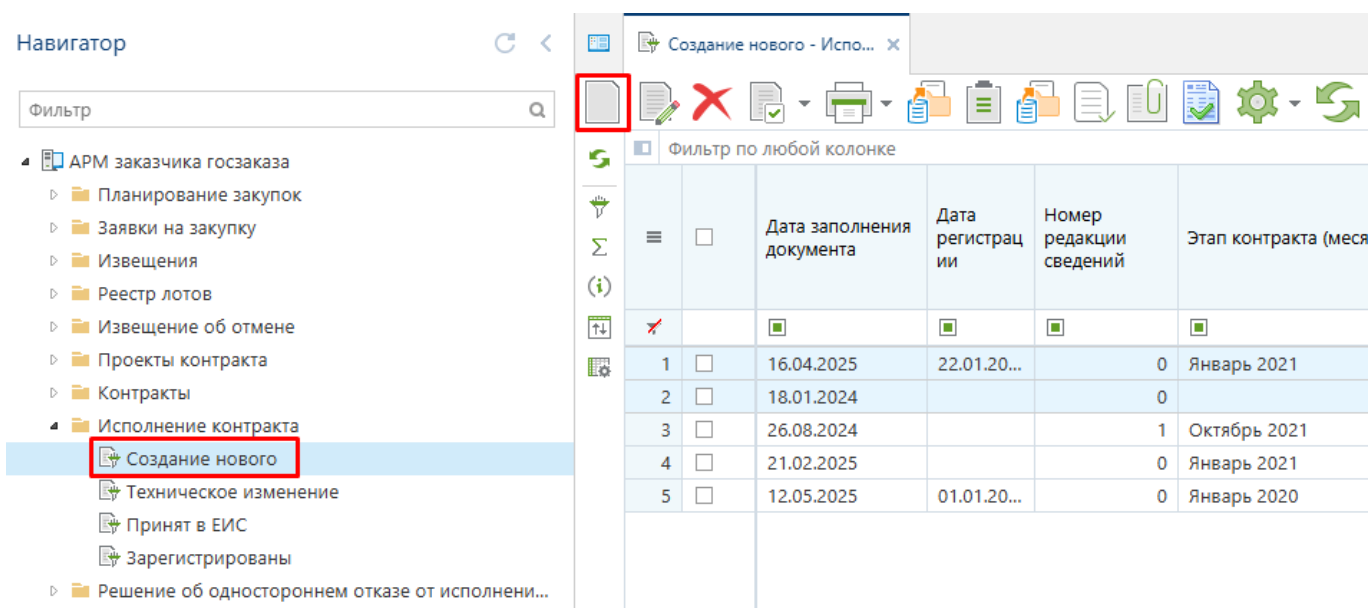 Навигатор
Фильтр
АРМ заказчика госзаказа
Планирование закупок
Заявки на закупку
Извещения
Реестр лотов
Извещение об отмене
Проекты контракта
Контракты
Исполнение контракта
Создание нового
Техническое изменение
Принят в ЕИС
Зарегистрированы
Решение об одностороннем отказе от исполнени...
Создание нового - Испо...
Фильтр по любой колонке
Дата заполнения
документа
Дата
регистрац
ии
Номер
редакции
сведений
Этап контракта (меся
1 16.04.2025 22.01.20... 0 Январь 2021
2 18.01.2024 0
3 26.08.2024 1 Октябрь 2021
4 21.02.2025 0 Январь 2021
5 12.05.2025 01.01.20... 0 Январь 2020